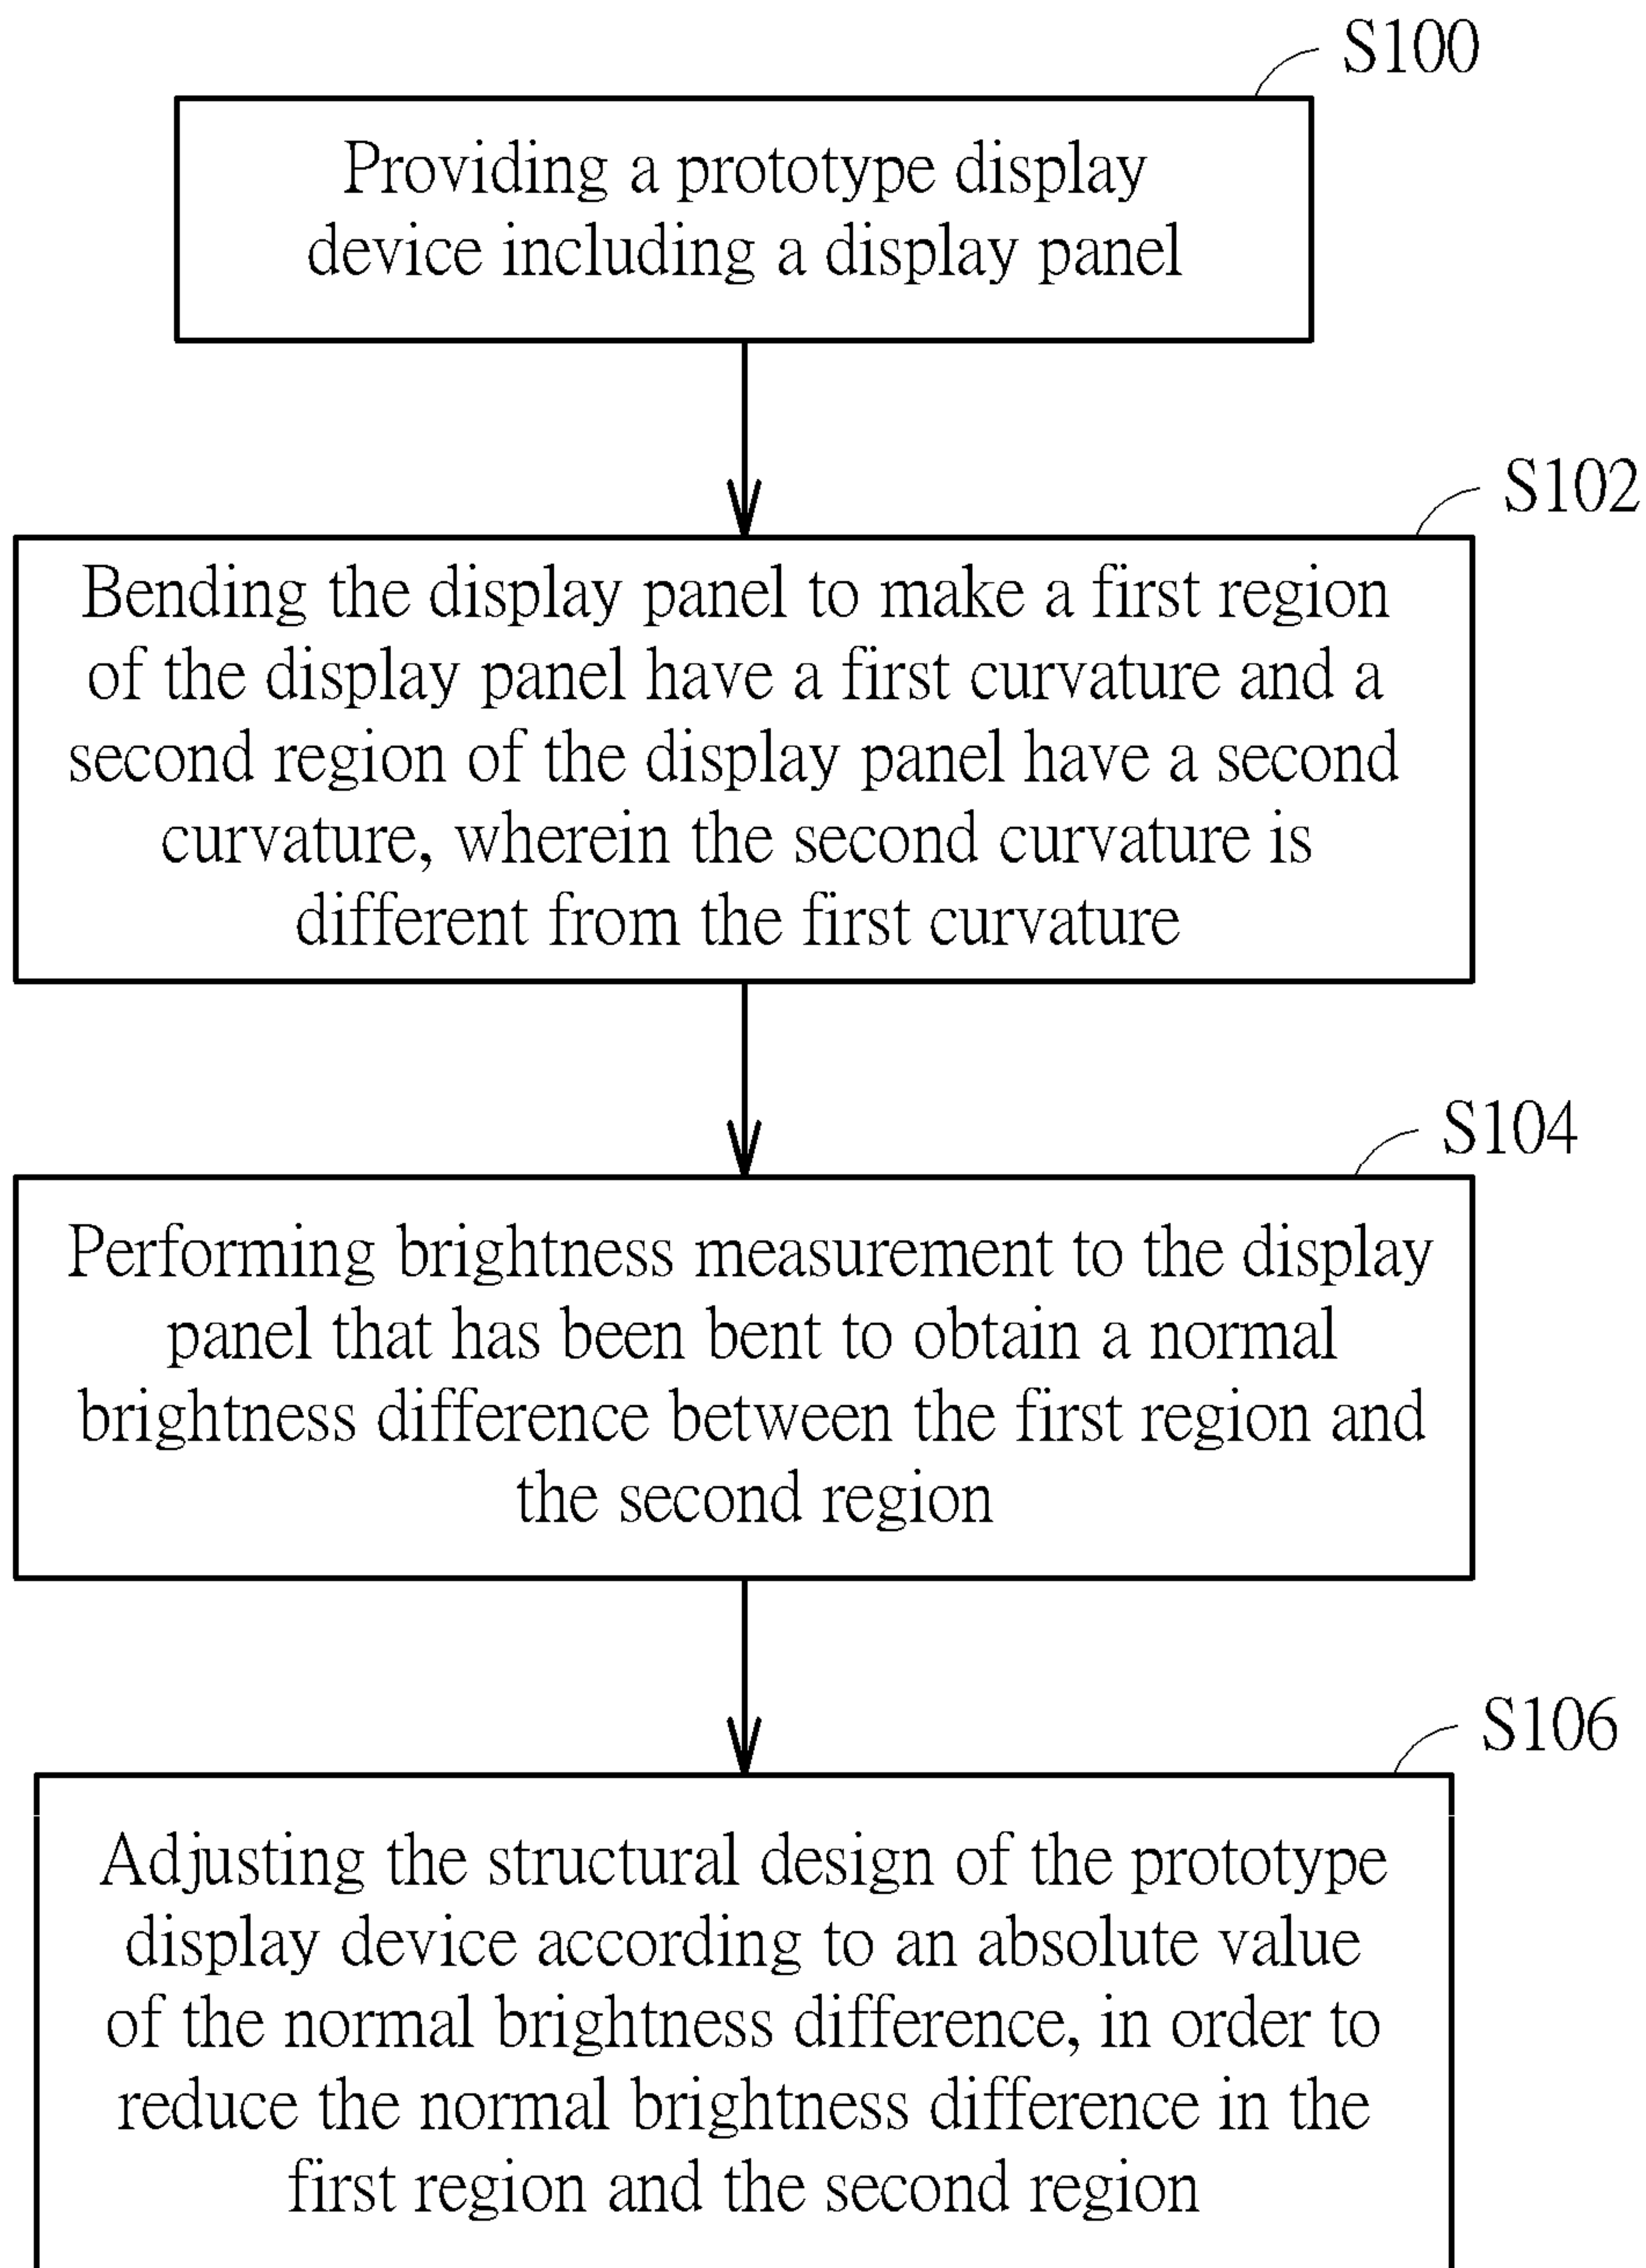 S100
Providing a prototype display
device including a display panel
S102
Bending the display panel to make a first region
of the display panel have a first curvature and a
second region of the display panel have a second
curvature, wherein the second curvature is
different from the first curvature
S104
Performing brightness measurement to the display
panel that has been bent to obtain a normal
brightness difference between the first region and
the second region
S106
Adjusting the structural design of the prototype
display device according to an absolute value
of the normal brightness difference, in order to
reduce the normal brightness difference in the
first region and the second region